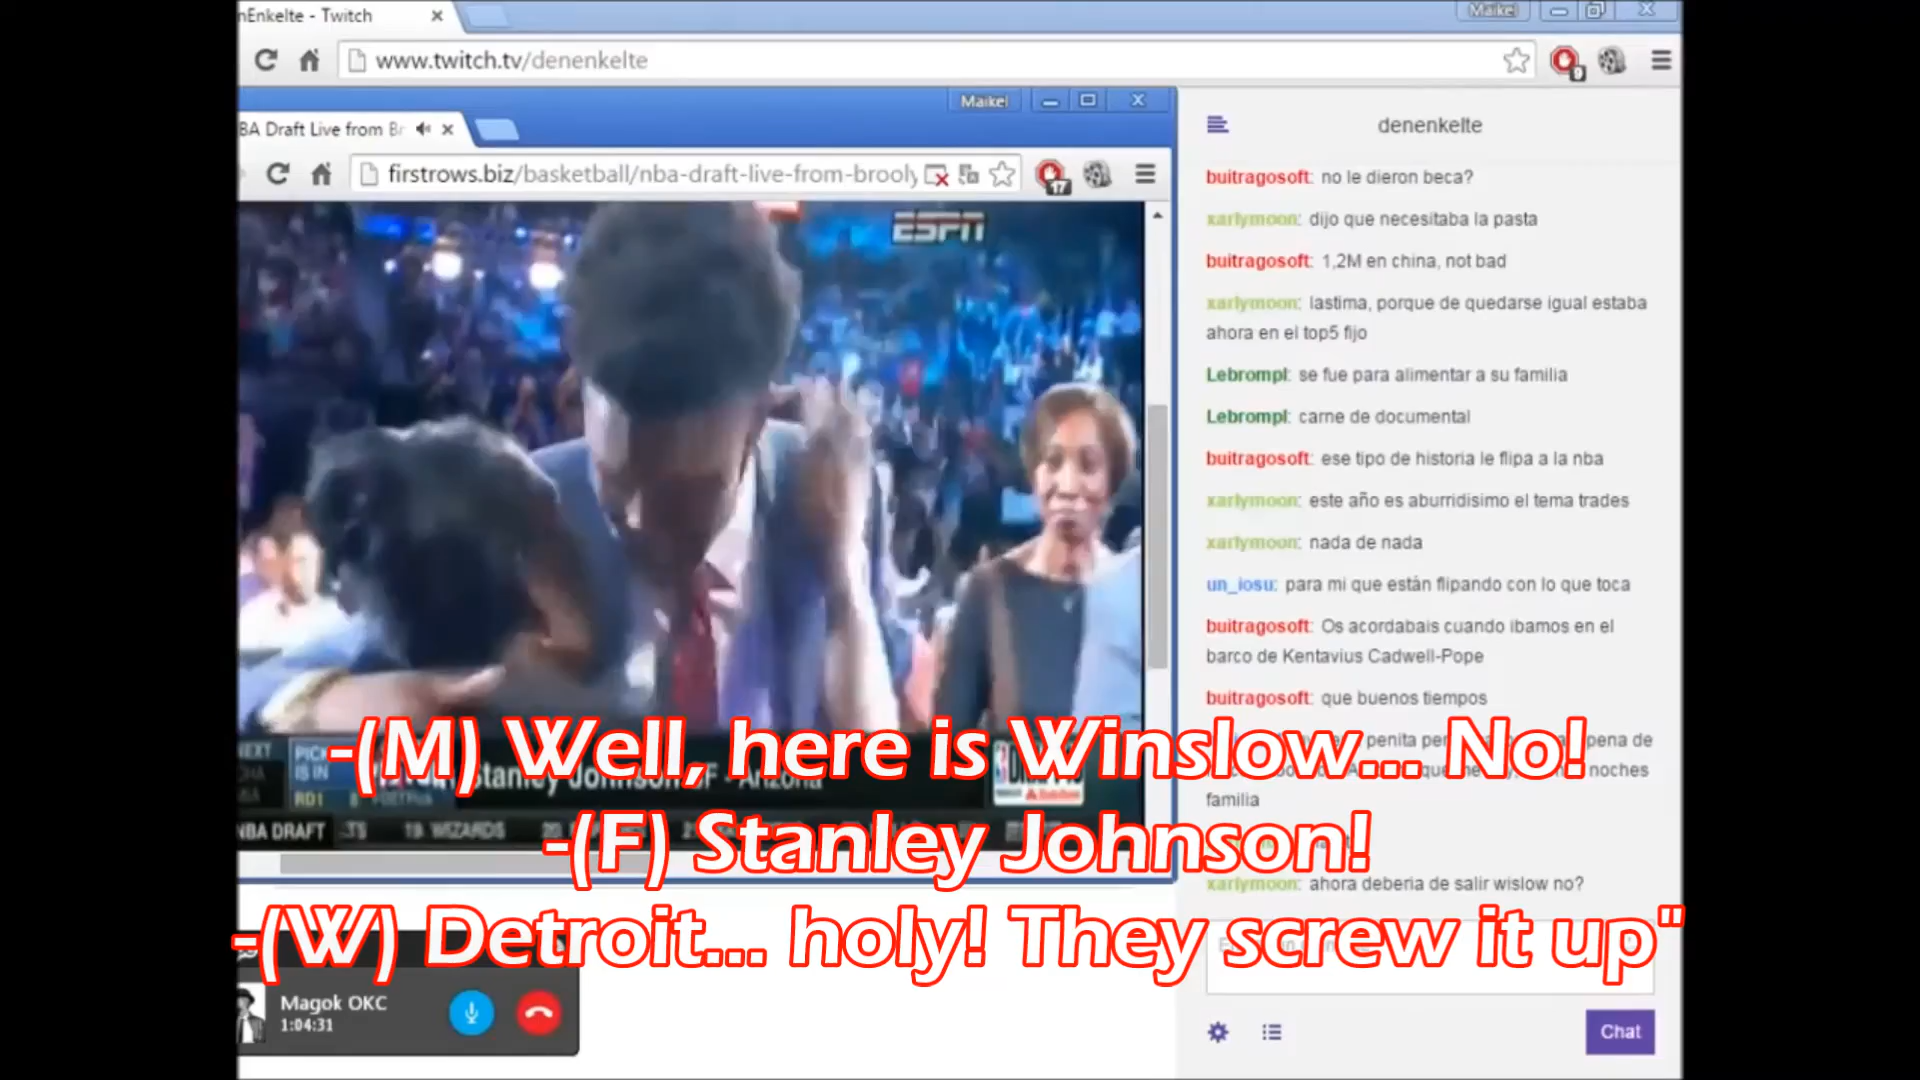 nEnkelte - Twitch
Maikel
www.twitch.tv/denenkelte
9
Maikel
BA Draft Live from Br
firstrows.biz/basketball/nba-draft-live-from-brooly
17
ESPN
denenkelte
buitragosoft: no le dieron beca?
xarlymoon: dijo que necesitaba la pasta
buitragosoft: 1,2M en china, not bad
xarlymoon: lastima, porque de quedarse igual estaba
ahora en el top5 fijo
Lebrompl: se fue para alimentar a su familia
Lebrompl: carne de documental
buitragosoft: ese tipo de historia le flipa a la nba
xarlymoon: este año es aburridisimo el tema trades
xarlymoon: nada de nada
un_iosu: para mi que están flipando con lo que toca
buitragosoft: Os acordabais cuando ibamos en el
barco de Kentavius Cadwell-Pope
buitragosoft: que buenos tiempos
penita pena de
noches
familia
xarlymoon: ahora deberia de salir wislow no?
NEXT
PICK
IS IN
RD1 8
Stanley Johnson F - Arizona
NBA DRAFT
19 WIZARDS
-(M) Well, here is Winslow... No!
-(F) Stanley Johnson!
-(W) Detroit... holy! They screw it up"
Magok OKC
1:04:31
Chat